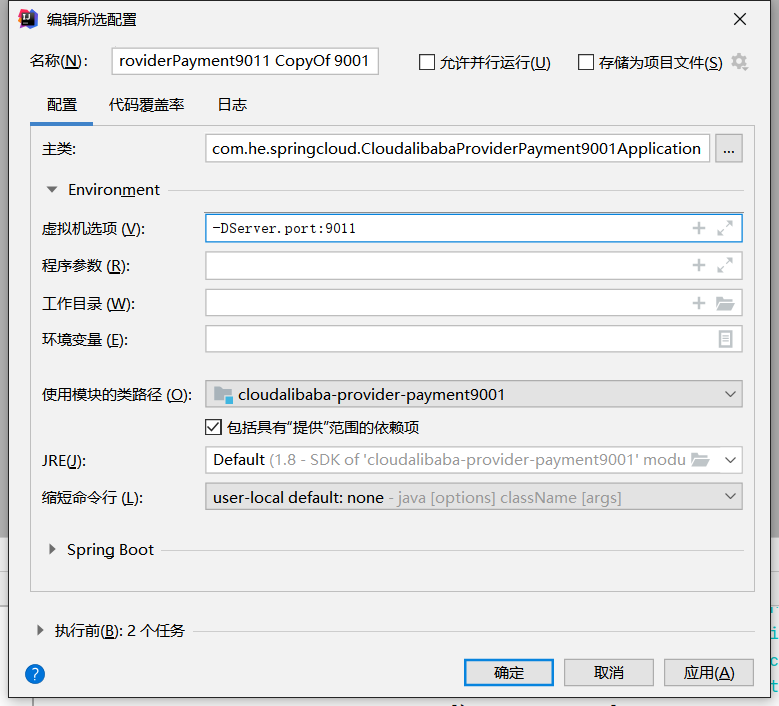 编辑所选配置
名称(N): roviderPayment9011 CopyOf 9001 允许并行运行(U) 存储为项目文件(S)
配置 代码覆盖率 日志
主类: com.he.springcloud.CloudalibabaProviderPayment9001Application ...
Environment
虚拟机选项 (V): -DServer.port:9011
程序参数 (R):
工作目录 (W):
环境变量 (E):
使用模块的类路径 (O): cloudalibaba-provider-payment9001
包括具有“提供”范围的依赖项
JRE(J): Default (1.8 - SDK of 'cloudalibaba-provider-payment9001' modu
缩短命令行 (L): user-local default: none - java [options] className [args]
Spring Boot
执行前(B): 2 个任务
? 确定 取消 应用(A)